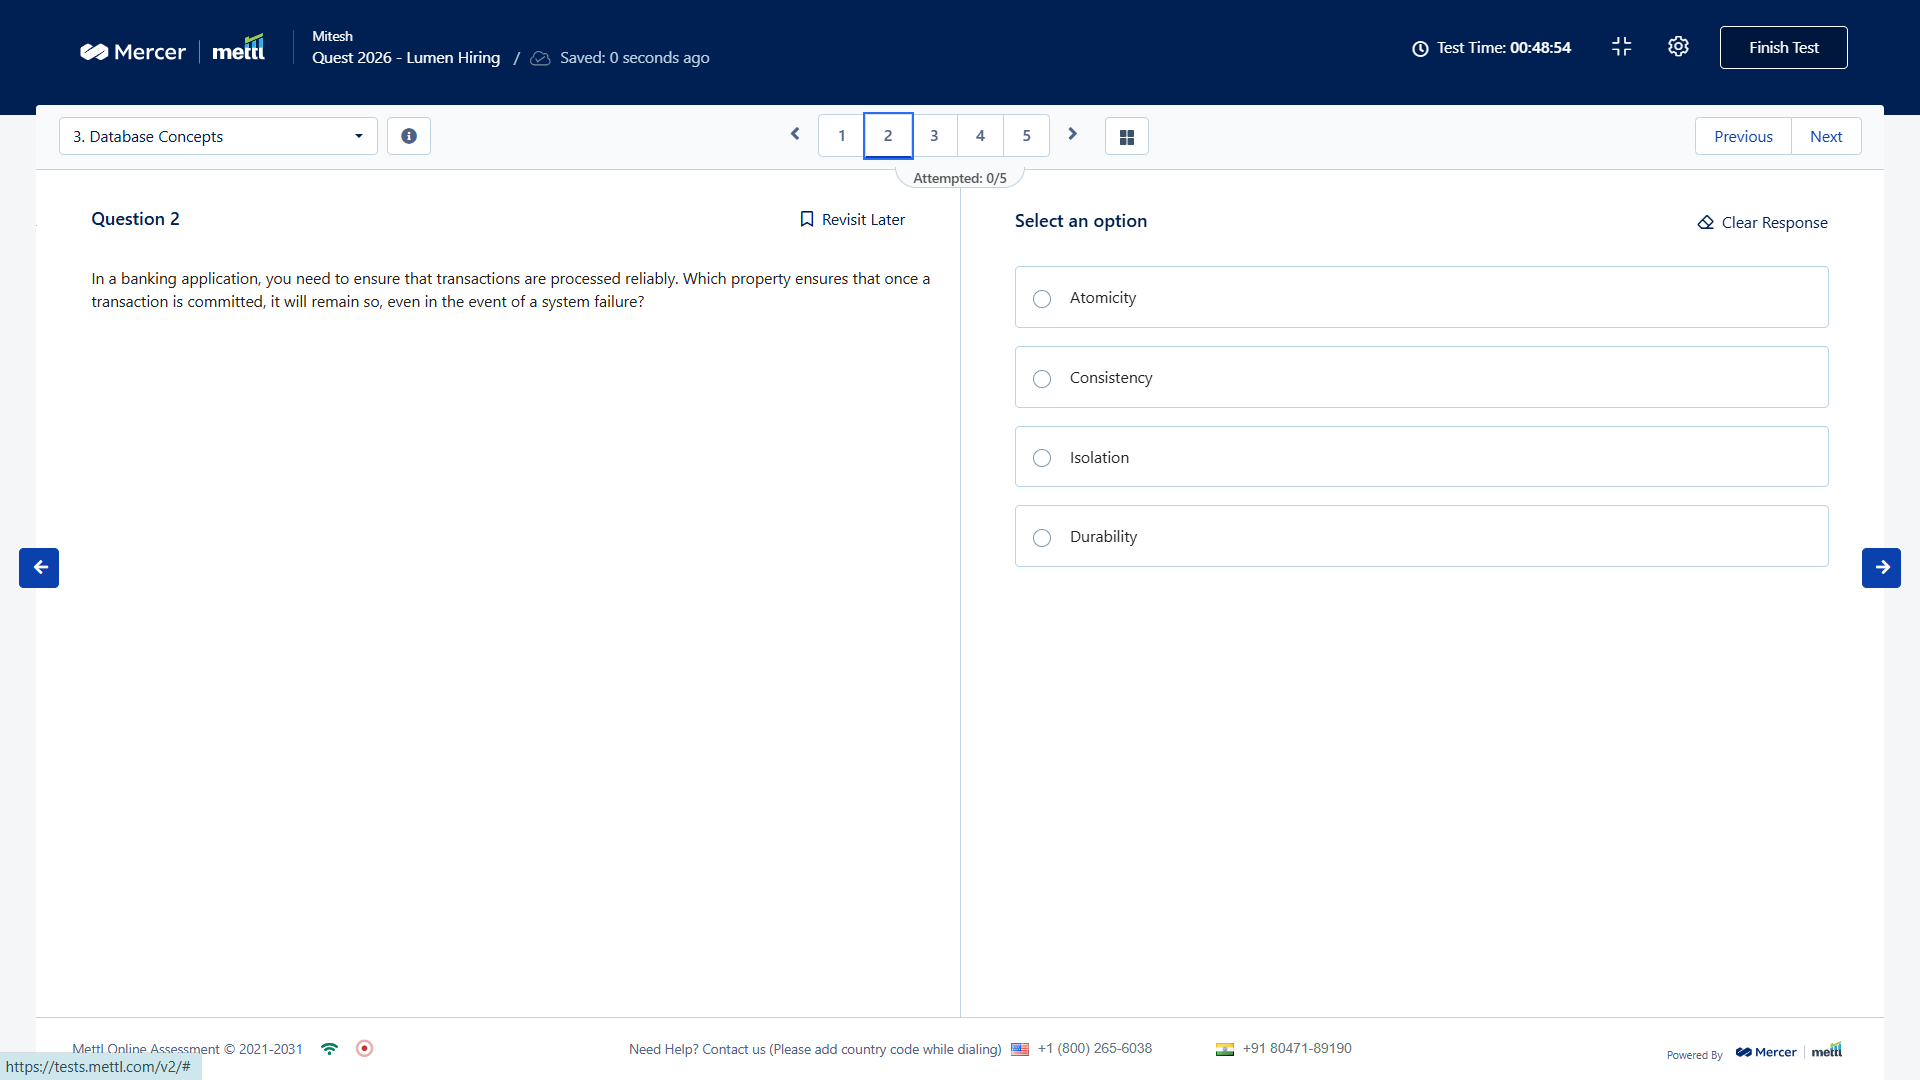 Mercer mettl
Mitesh
Quest 2026 - Lumen Hiring / Saved: 0 seconds ago
Test Time: 00:48:54
Finish Test
3. Database Concepts
1 2 3 4 5
Attempted: 0/5
Previous Next
Question 2
Revisit Later
In a banking application, you need to ensure that transactions are processed reliably. Which property ensures that once a
transaction is committed, it will remain so, even in the event of a system failure?
Select an option
Clear Response
Atomicity
Consistency
Isolation
Durability
Mettl Online Assessment © 2021-2031
Need Help? Contact us (Please add country code while dialing) +1 (800) 265-6038 +91 80471-89190
Powered By Mercer mettl
https://tests.mettl.com/v2/#